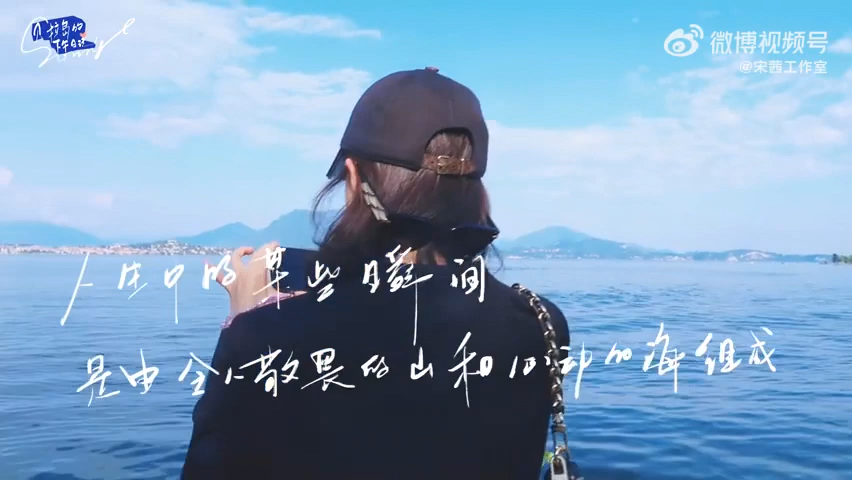 微博视频号
@宋茜工作室
人生中的某些瞬间
是由令人敬畏的山和心动的海组成